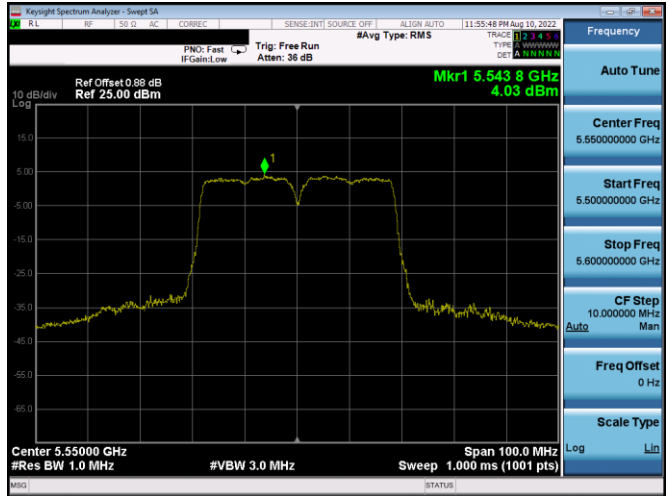 Keysight Spectrum Analyzer - Swept SA
RL RF 50 Ω AC CORREC SENSE:INT SOURCE OFF ALIGN AUTO 11:55:48 PM Aug 10, 2022
#Avg Type: RMS
TRACE 1 2 3 4 5 6
TYPE A WWWWW
DET A N N N N N
PNO: Fast
IFGain:Low
Trig: Free Run
Atten: 36 dB
Mkr1 5.543 8 GHz
4.03 dBm
Ref Offset 0.88 dB
10 dB/div Ref 25.00 dBm
Log
15.0
5.00
-5.00
-15.0
-25.0
-35.0
-45.0
-55.0
-65.0
1
Center 5.55000 GHz
Span 100.0 MHz
#Res BW 1.0 MHz
#VBW 3.0 MHz
Sweep 1.000 ms (1001 pts)
MSG
STATUS
Frequency
Auto Tune
Center Freq
5.550000000 GHz
Start Freq
5.500000000 GHz
Stop Freq
5.600000000 GHz
CF Step
10.000000 MHz
Auto Man
Freq Offset
0 Hz
Scale Type
Log Lin